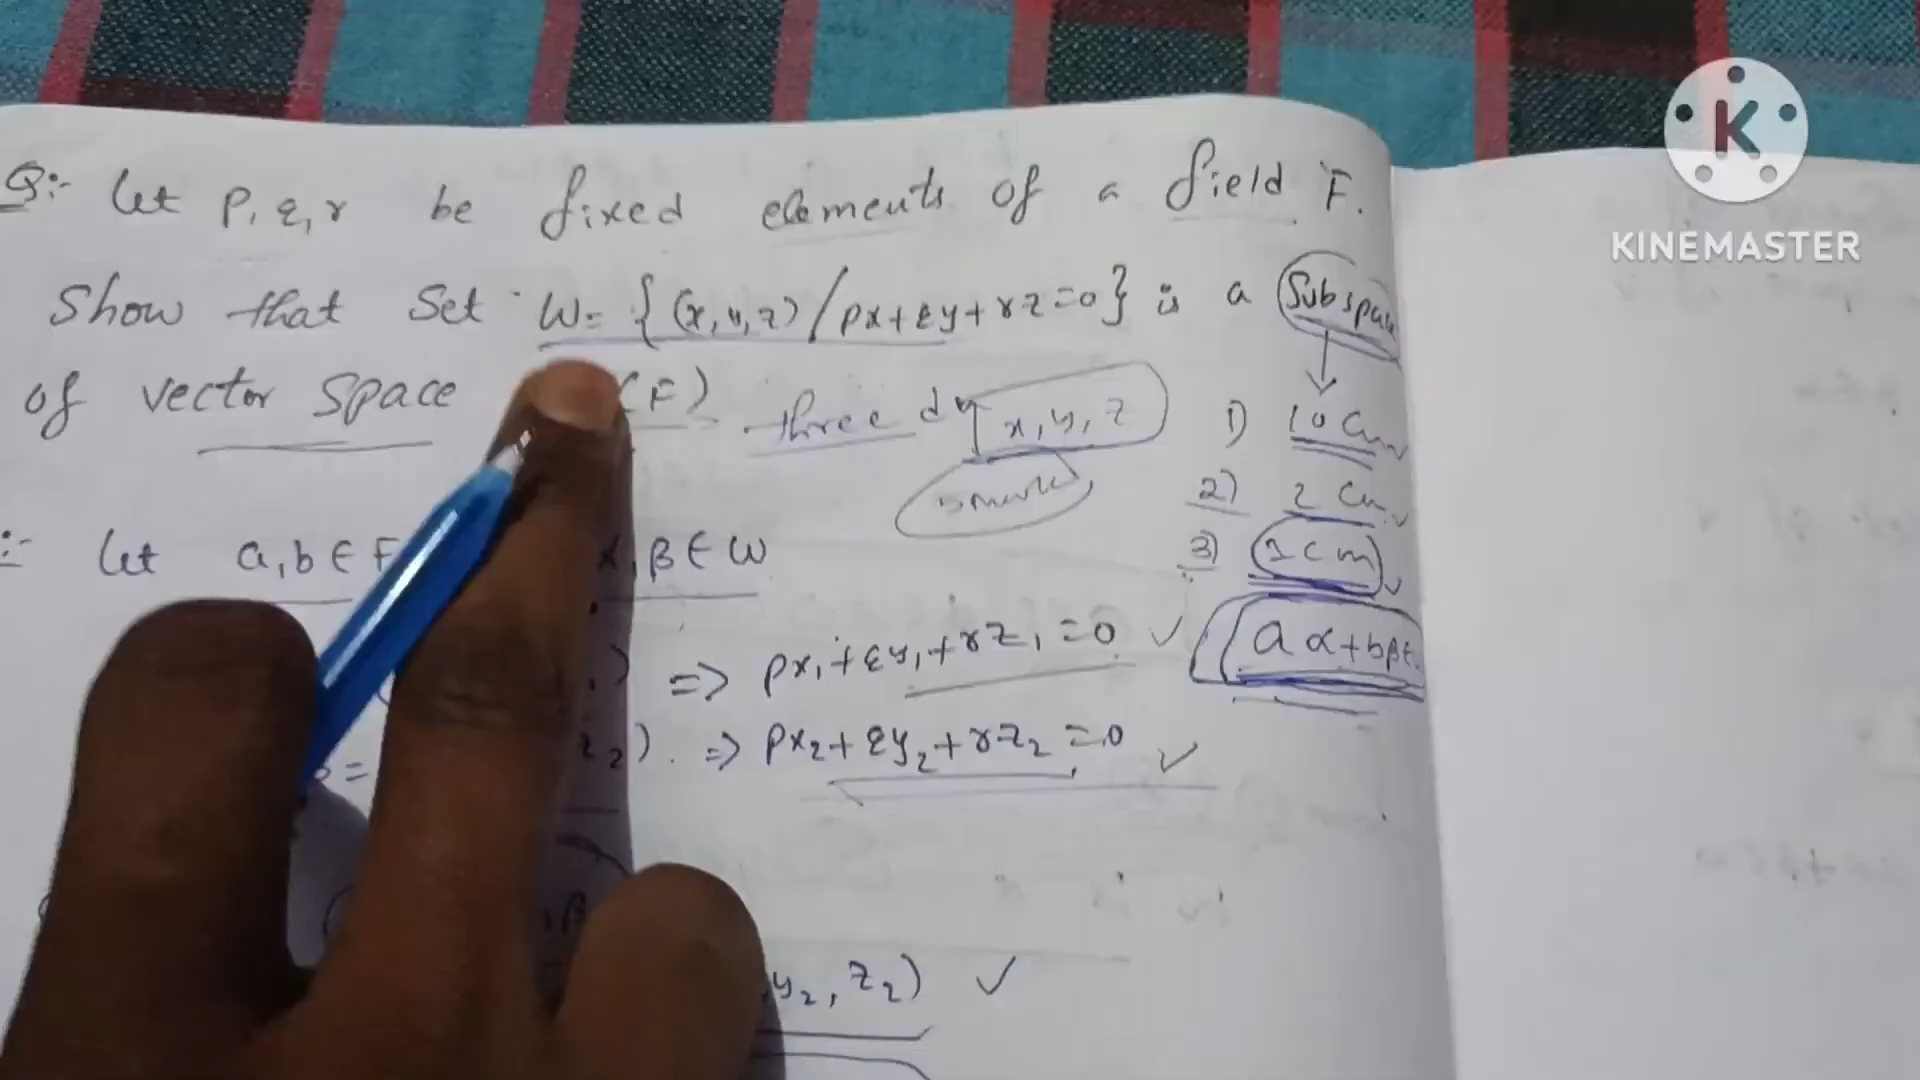 Q:- Let p, q, r be fixed elements of a field F.
Show that set W = {(x, y, z) / px+qy+rz=0} is a Subspace
of vector space (F) three
x, y, z
5 mark
1) 10 Cm
2) 2 Cm
3) 1 Cm
aα+bβ∈
:- Let a, b ∈ F α, β ∈ W
=> px₁+qy₁+rz₁=0
β= z₂). => px₂+qy₂+rz₂=0
y₂, z₂)
K
KINEMASTER